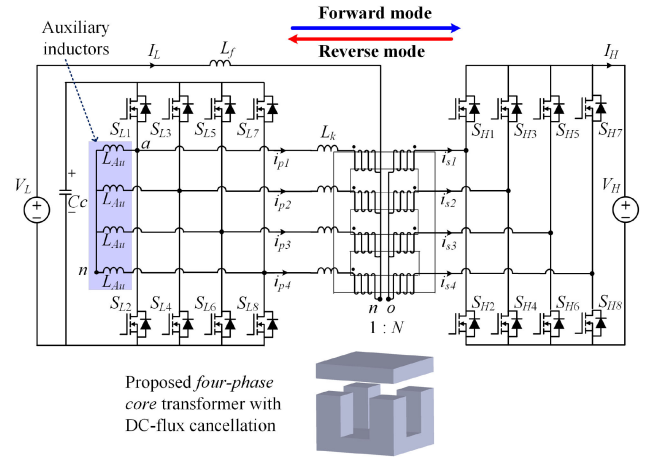 Forward mode
Reverse mode
Auxiliary
inductors
I_L
L_f
I_H
S_L1
S_L3
S_L5
S_L7
S_H1
S_H3
S_H5
S_H7
a
L_k
L_Au
i_p1
i_s1
V_L
+
Cc
−
L_Au
i_p2
i_s2
V_H
L_Au
i_p3
i_s3
n
L_Au
i_p4
i_s4
S_L2
S_L4
S_L6
S_L8
n o
1 : N
S_H2
S_H4
S_H6
S_H8
Proposed four-phase
core transformer with
DC-flux cancellation